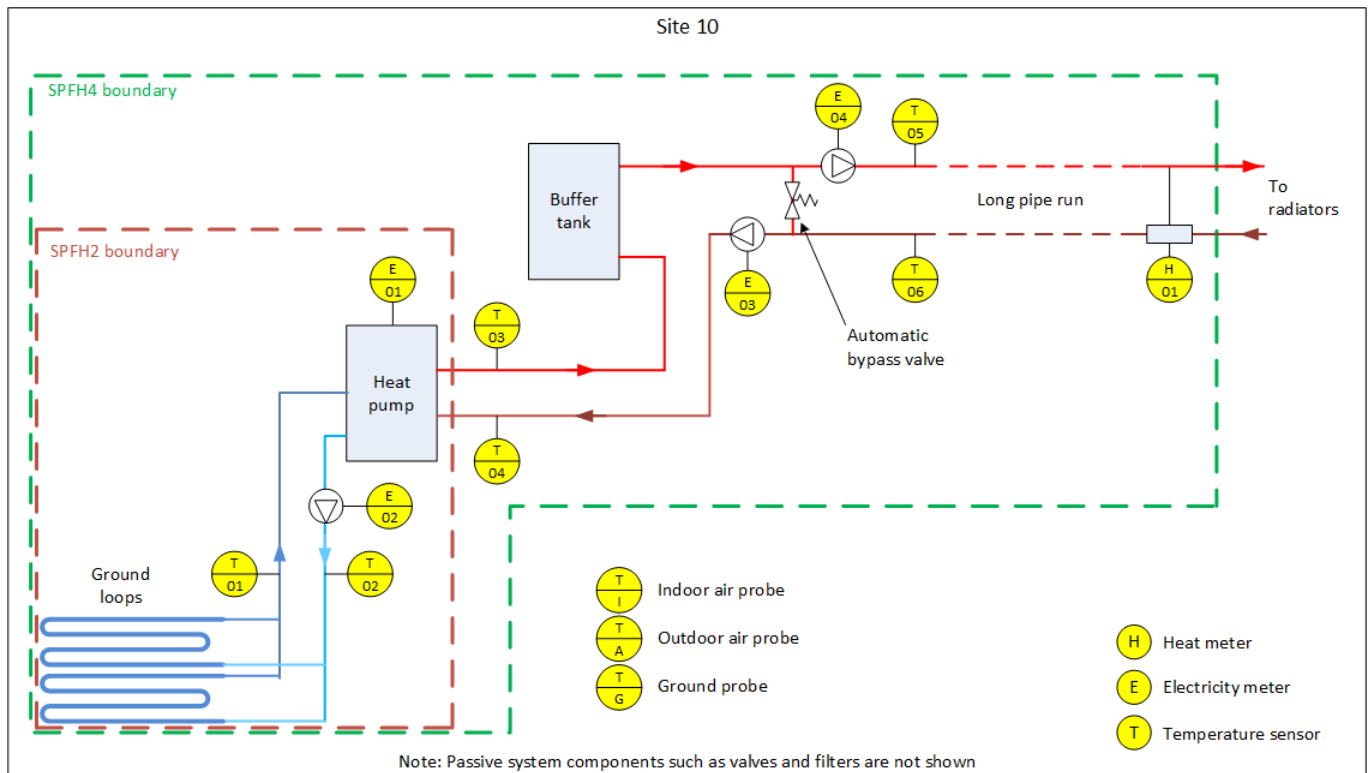 Site 10
SPFH4 boundary
E
04
T
05
Buffer
tank
Long pipe run
To
radiators
SPFH2 boundary
E
01
E
03
T
06
H
01
T
03
Automatic
bypass valve
Heat
pump
T
04
E
02
T
01
T
02
Ground
loops
T
I
Indoor air probe
T
A
Outdoor air probe
T
G
Ground probe
H
Heat meter
E
Electricity meter
T
Temperature sensor
Note: Passive system components such as valves and filters are not shown